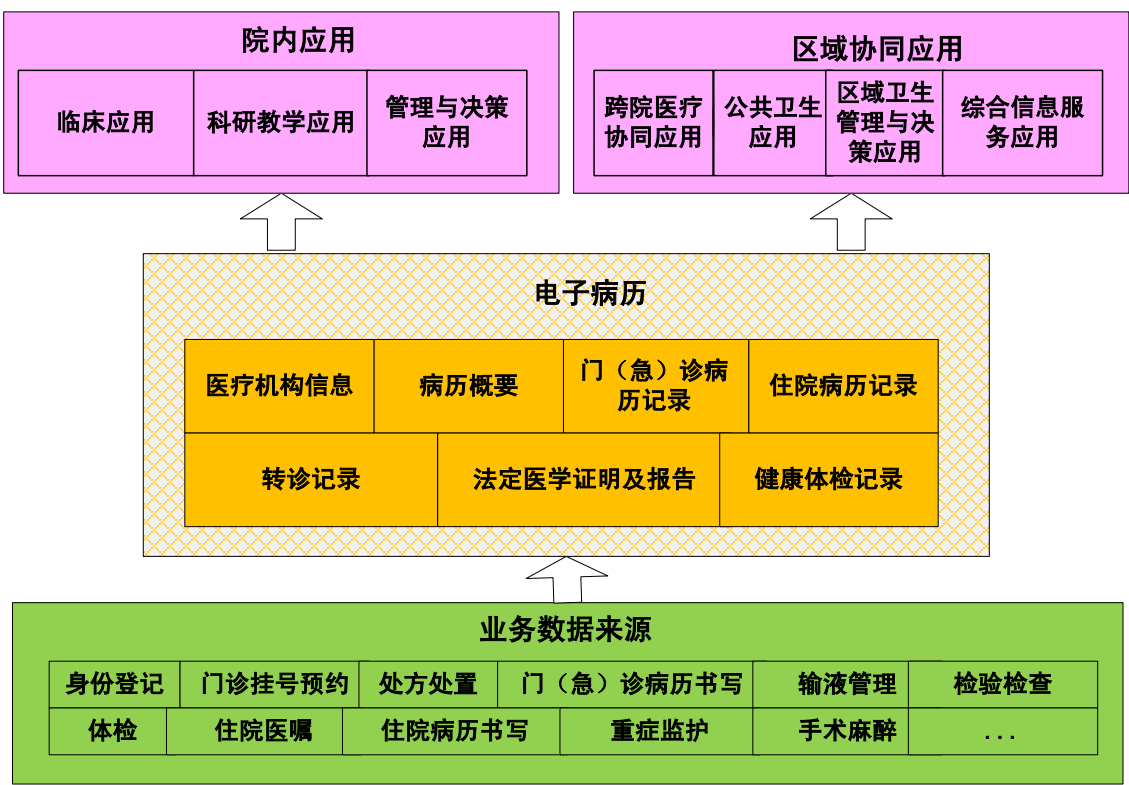 院内应用
临床应用
科研教学应用
管理与决策
应用
区域协同应用
跨院医疗
协同应用
公共卫生
应用
区域卫生
管理与决
策应用
综合信息服
务应用
电子病历
医疗机构信息
病历概要
门（急）诊病
历记录
住院病历记录
转诊记录
法定医学证明及报告
健康体检记录
业务数据来源
身份登记
门诊挂号预约
处方处置
门（急）诊病历书写
输液管理
检验检查
体检
住院医嘱
住院病历书写
重症监护
手术麻醉
...